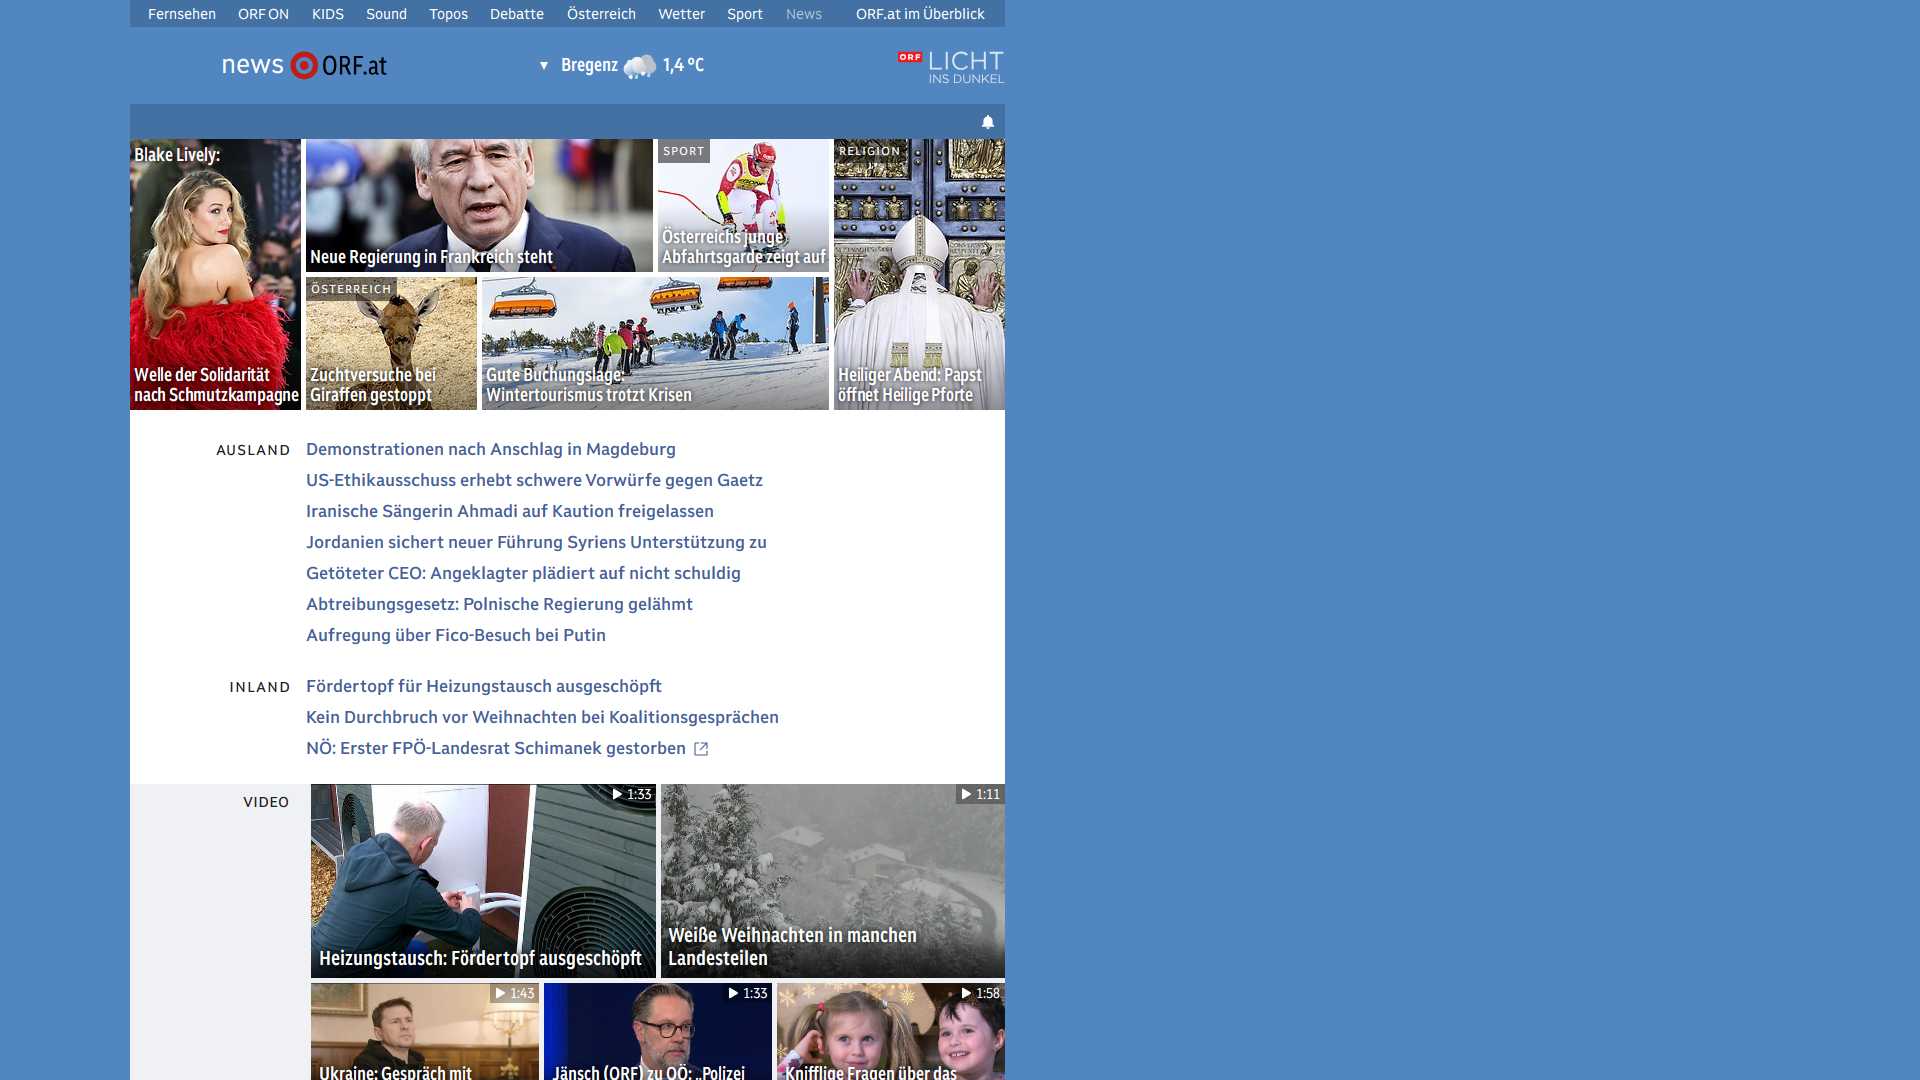 Fernsehen ORF ON KIDS Sound Topos Debatte Österreich Wetter Sport News ORF.at im Überblick
news ORF.at
Bregenz 1,4 °C
ORF LICHT
INS DUNKEL
Blake Lively:
Welle der Solidarität
nach Schmutzkampagne
Neue Regierung in Frankreich steht
SPORT
Österreichs junge
Abfahrtsgarde zeigt auf
RELIGION
Heiliger Abend: Papst
öffnet Heilige Pforte
ÖSTERREICH
Zuchtversuche bei
Giraffen gestoppt
Gute Buchungslage:
Wintertourismus trotzt Krisen
AUSLAND
Demonstrationen nach Anschlag in Magdeburg
US-Ethikausschuss erhebt schwere Vorwürfe gegen Gaetz
Iranische Sängerin Ahmadi auf Kaution freigelassen
Jordanien sichert neuer Führung Syriens Unterstützung zu
Getöteter CEO: Angeklagter plädiert auf nicht schuldig
Abtreibungsgesetz: Polnische Regierung gelähmt
Aufregung über Fico-Besuch bei Putin
INLAND
Fördertopf für Heizungstausch ausgeschöpft
Kein Durchbruch vor Weihnachten bei Koalitionsgesprächen
NÖ: Erster FPÖ-Landesrat Schimanek gestorben
VIDEO
1:33
Heizungstausch: Fördertopf ausgeschöpft
1:11
Weiße Weihnachten in manchen
Landesteilen
1:43
Ukraine: Gespräch mit
1:33
Jänsch (ORF) zu OÖ: „Polizei
1:58
Knifflige Fragen über das